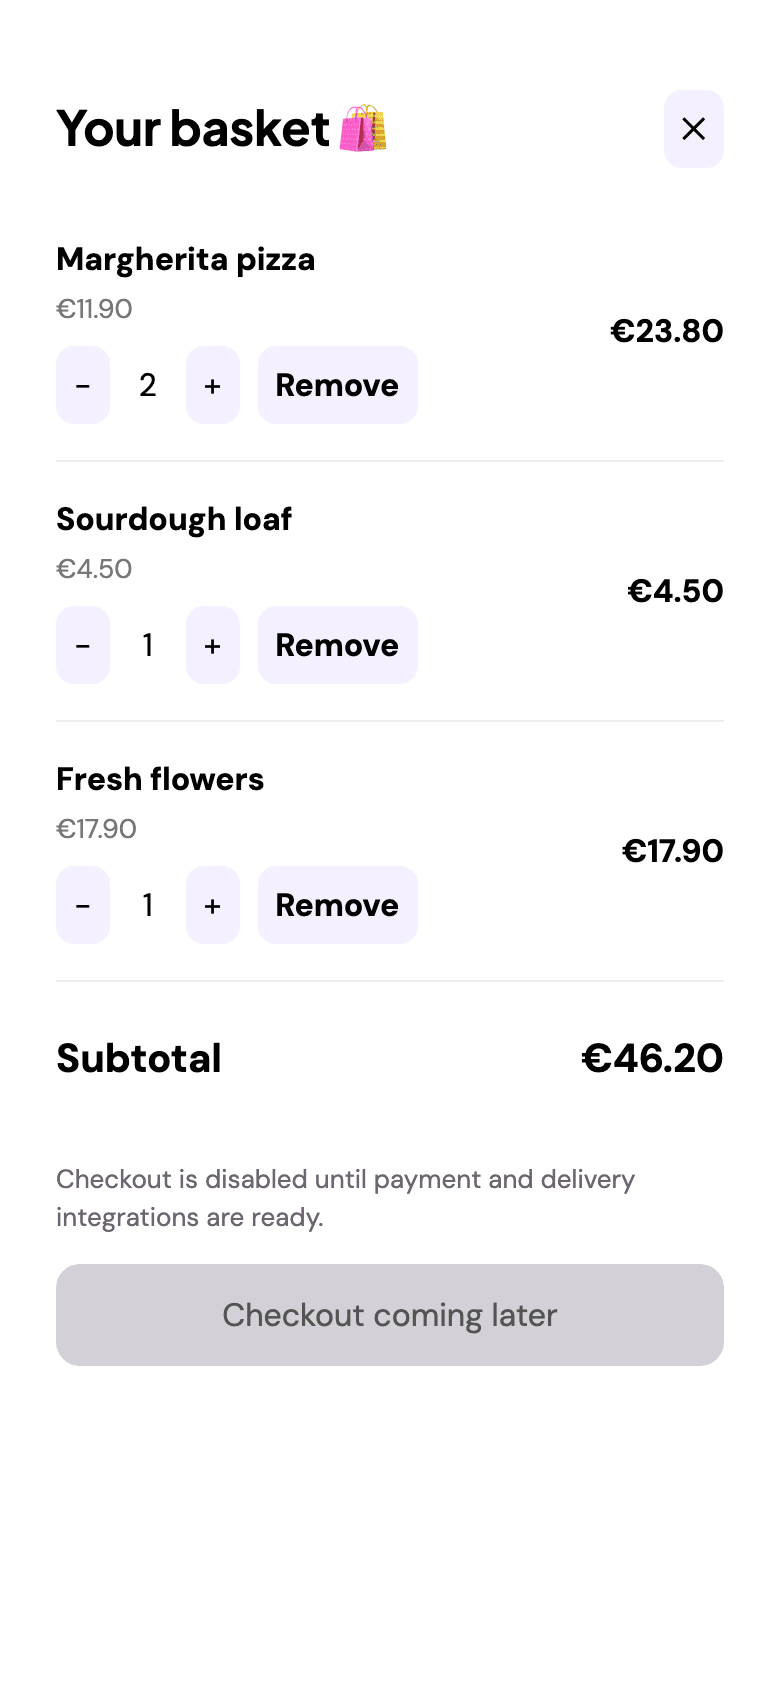 Your basket 🛍️
×
Margherita pizza
€11.90
€23.80
- 2 + Remove
Sourdough loaf
€4.50
€4.50
- 1 + Remove
Fresh flowers
€17.90
€17.90
- 1 + Remove
Subtotal €46.20
Checkout is disabled until payment and delivery
integrations are ready.
Checkout coming later